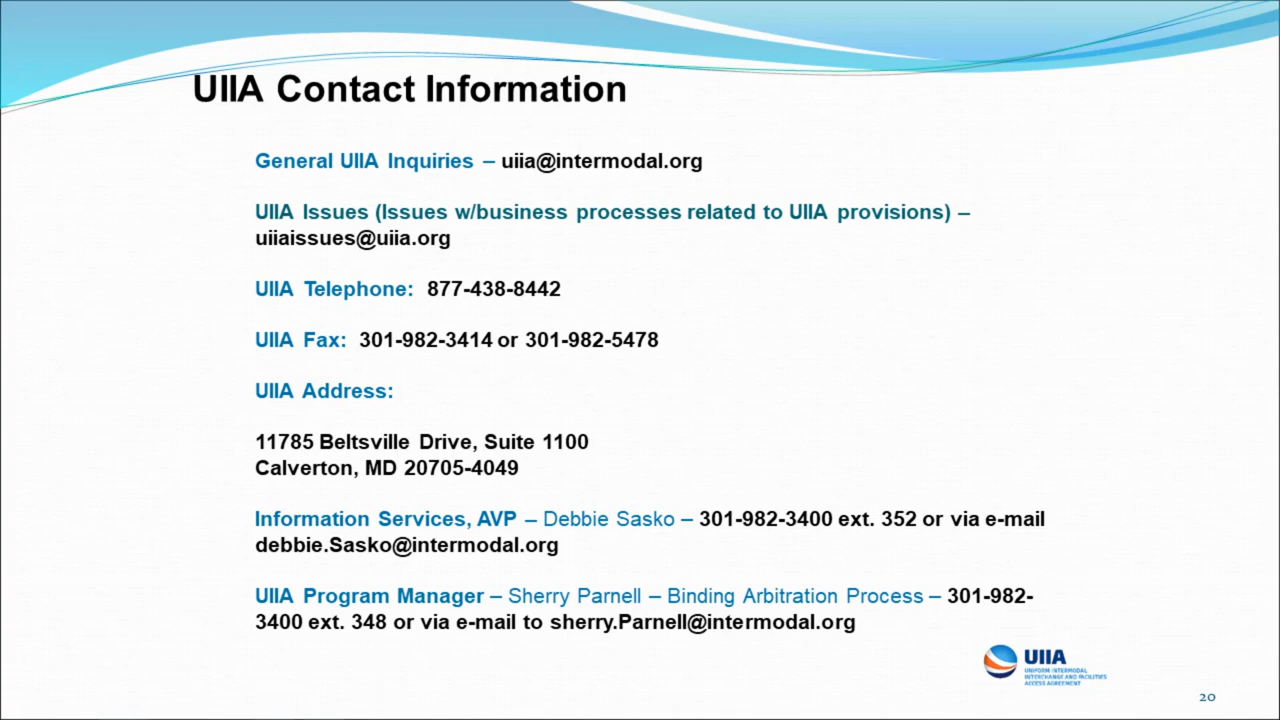 UIIA Contact Information
General UIIA Inquiries – uiia@intermodal.org
UIIA Issues (Issues w/business processes related to UIIA provisions) –
uiiaissues@uiia.org
UIIA Telephone: 877-438-8442
UIIA Fax: 301-982-3414 or 301-982-5478
UIIA Address:
11785 Beltsville Drive, Suite 1100
Calverton, MD 20705-4049
Information Services, AVP – Debbie Sasko – 301-982-3400 ext. 352 or via e-mail
debbie.Sasko@intermodal.org
UIIA Program Manager – Sherry Parnell – Binding Arbitration Process – 301-982-
3400 ext. 348 or via e-mail to sherry.Parnell@intermodal.org
UIIA
UNIFORM INTERMODAL
INTERCHANGE AND FACILITIES
ACCESS AGREEMENT
20